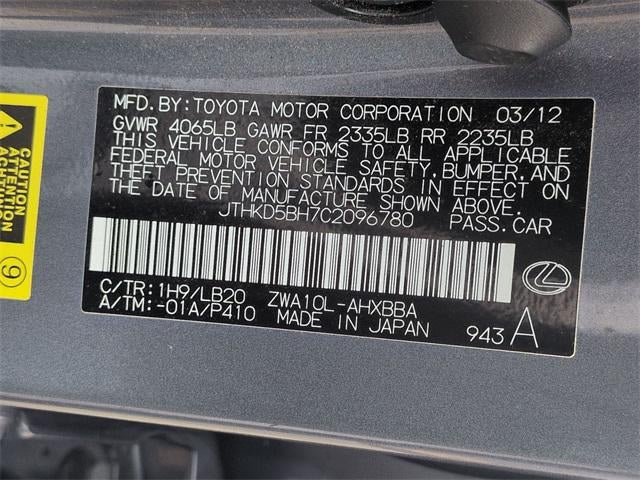 MFD. BY: TOYOTA MOTOR CORPORATION 03/12
GVWR 4065LB GAWR FR 2335LB RR 2235LB
THIS VEHICLE CONFORMS TO ALL APPLICABLE
FEDERAL MOTOR VEHICLE SAFETY, BUMPER, AND
THEFT PREVENTION STANDARDS IN EFFECT ON
THE DATE OF MANUFACTURE SHOWN ABOVE.
JTHKD5BH7C2096780 PASS. CAR
C/TR: 1H9/LB20 ZWA10L-AHXBBA
A/TM: -01A/P410 MADE IN JAPAN 943 A
CAUTION
ATTENTION
9